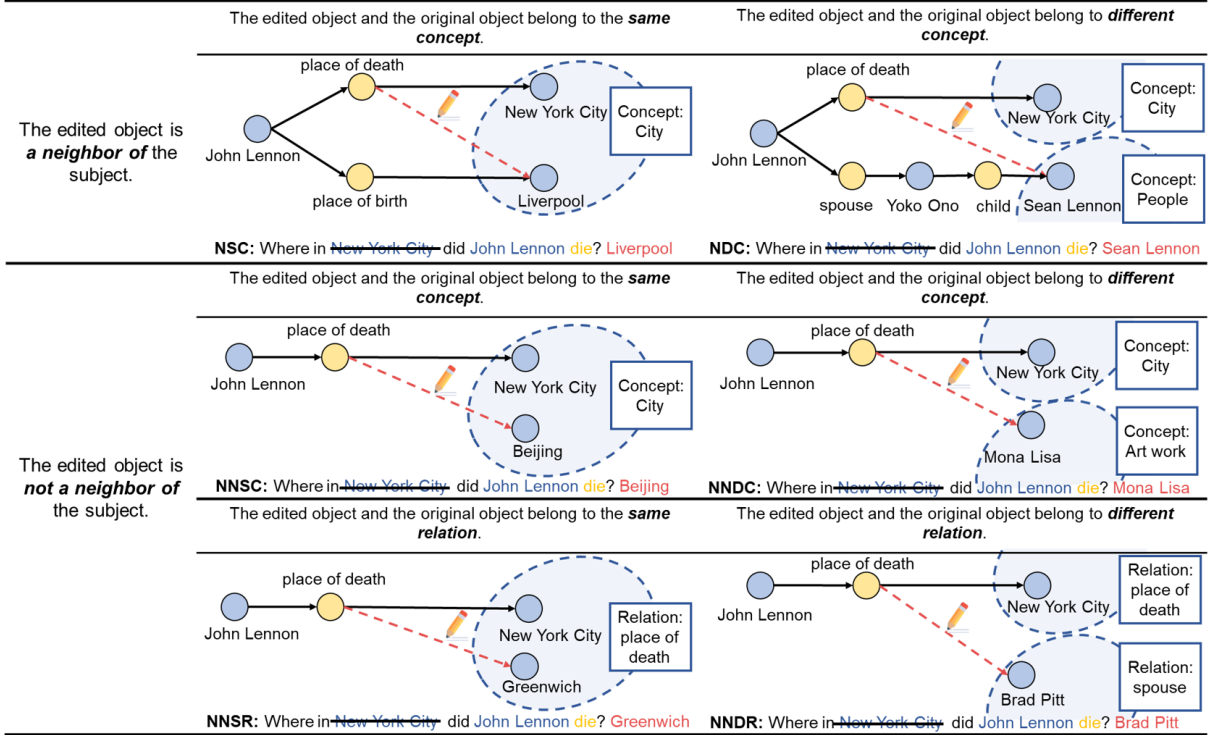 The edited object and the original object belong to the same
concept.
The edited object and the original object belong to different
concept.
The edited object is
a neighbor of the
subject.
place of death
New York City
Concept:
City
John Lennon
place of birth
Liverpool
NSC: Where in New York City did John Lennon die? Liverpool
place of death
New York City
Concept:
City
John Lennon
spouse
Yoko Ono
child
Sean Lennon
Concept:
People
NDC: Where in New York City did John Lennon die? Sean Lennon
The edited object is
not a neighbor of
the subject.
The edited object and the original object belong to the same
concept.
place of death
John Lennon
New York City
Concept:
City
Beijing
NNSC: Where in New York City did John Lennon die? Beijing
The edited object and the original object belong to different
concept.
place of death
John Lennon
New York City
Concept:
City
Mona Lisa
Concept:
Art work
NNDC: Where in New York City did John Lennon die? Mona Lisa
The edited object and the original object belong to the same
relation.
place of death
John Lennon
New York City
Relation:
place of
death
Greenwich
NNSR: Where in New York City did John Lennon die? Greenwich
The edited object and the original object belong to different
relation.
place of death
John Lennon
New York City
Relation:
place of
death
Brad Pitt
Relation:
spouse
NNDR: Where in New York City did John Lennon die? Brad Pitt